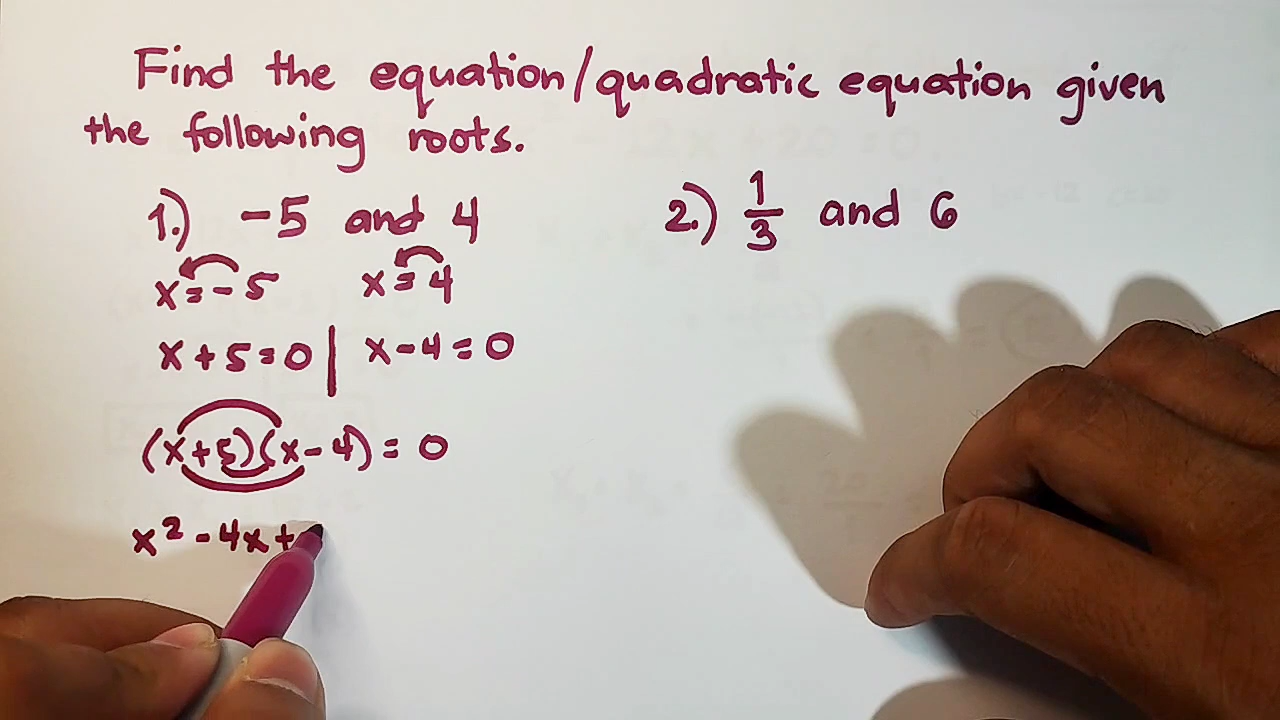 Find the equation/quadratic equation given
the following roots.
1.) -5 and 4
x = -5 x = 4
x + 5 = 0 | x - 4 = 0
(x+5)(x-4) = 0
x² - 4x +
2.) 1/3 and 6